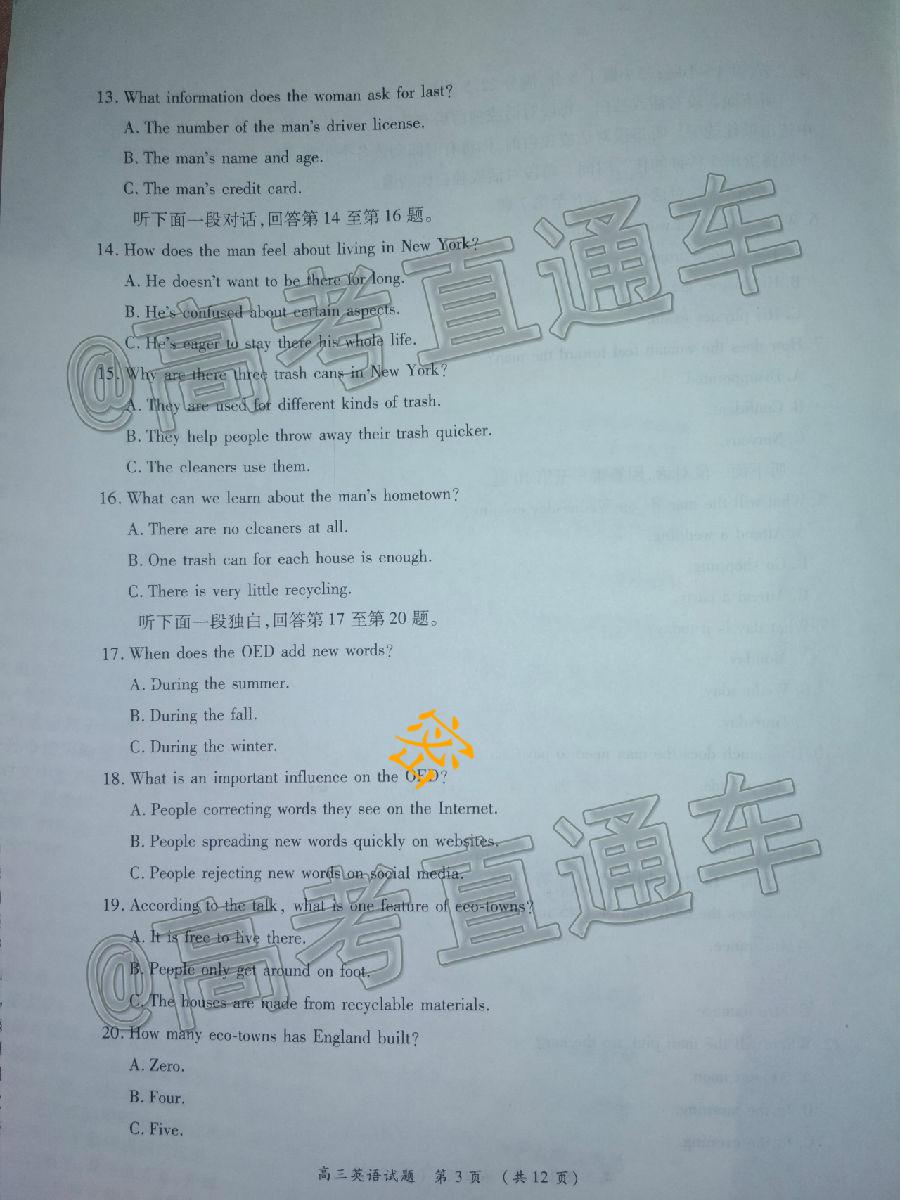 13. What information does the woman ask for last?
A. The number of the man's driver license.
B. The man's name and age.
C. The man's credit card.
听下面一段对话,回答第 14 至第 16 题。
14. How does the man feel about living in New York?
A. He doesn't want to be there for long.
B. He's confused about certain aspects.
C. He's eager to stay there his whole life.
15. Why are there three trash cans in New York?
A. They are used for different kinds of trash.
B. They help people throw away their trash quicker.
C. The cleaners use them.
16. What can we learn about the man's hometown?
A. There are no cleaners at all.
B. One trash can for each house is enough.
C. There is very little recycling.
听下面一段独白,回答第 17 至第 20 题。
17. When does the OED add new words?
A. During the summer.
B. During the fall.
C. During the winter.
密
18. What is an important influence on the OED?
A. People correcting words they see on the Internet.
B. People spreading new words quickly on websites.
C. People rejecting new words on social media.
19. According to the talk, what is one feature of eco-towns?
A. It is free to live there.
B. People only get around on foot.
C. The houses are made from recyclable materials.
20. How many eco-towns has England built?
A. Zero.
B. Four.
C. Five.
高三英语试题 第 3 页 (共 12 页)
@高考直通车
@高考直通车